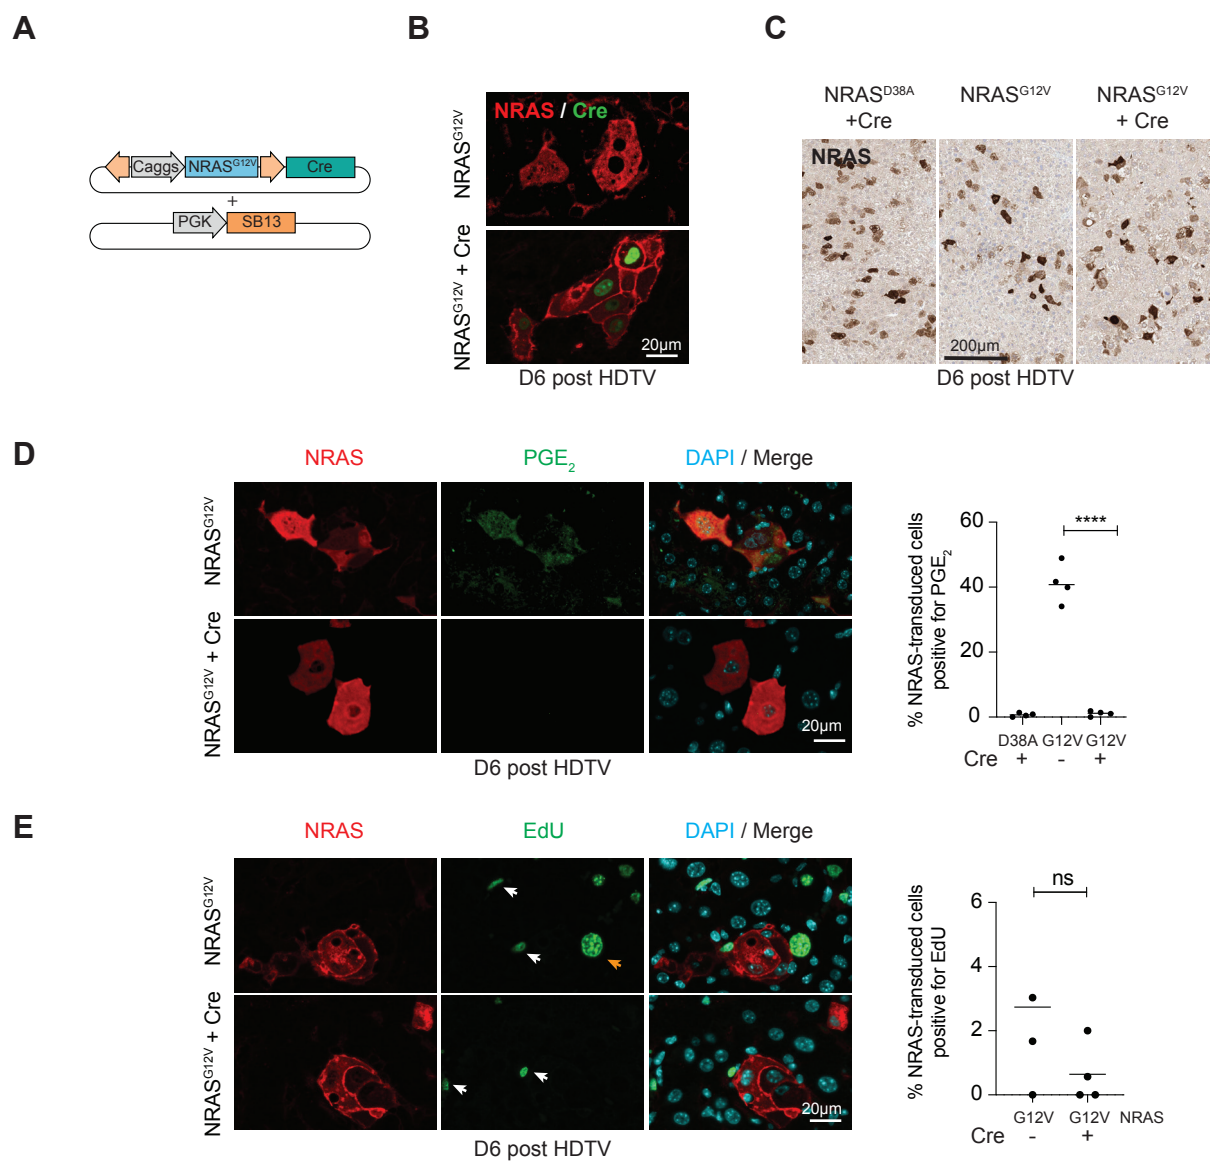 A
Caggs NRASG12V Cre
+
PGK SB13
B
NRAS / Cre
NRASG12V
NRASG12V + Cre
20µm
D6 post HDTV
C
NRASD38A
+Cre
NRASG12V
NRASG12V
+ Cre
NRAS
200µm
D6 post HDTV
D
NRAS PGE2 DAPI / Merge
NRASG12V
NRASG12V + Cre
20µm
D6 post HDTV
% NRAS-transduced cells
positive for PGE2
60
40
20
0
****
D38A G12V G12V
Cre + - +
E
NRAS EdU DAPI / Merge
NRASG12V
NRASG12V + Cre
20µm
D6 post HDTV
% NRAS-transduced cells
positive for EdU
6
4
2
0
ns
G12V G12V NRAS
Cre - +